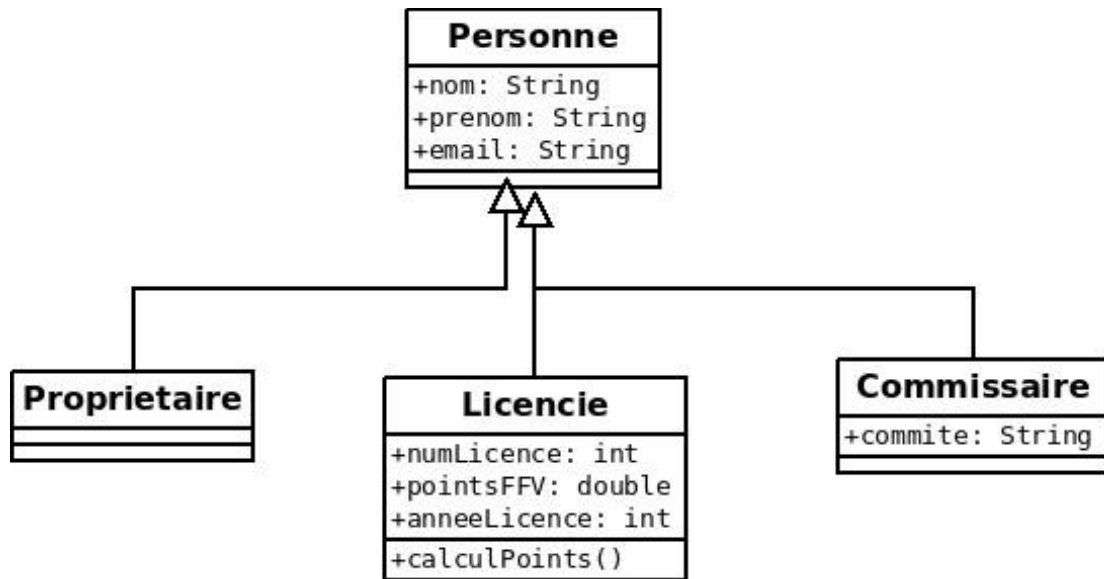 Personne
+nom: String
+prenom: String
+email: String
Proprietaire
Licencie
+numLicence: int
+pointsFFV: double
+anneeLicence: int
+calculPoints()
Commissaire
+commite: String